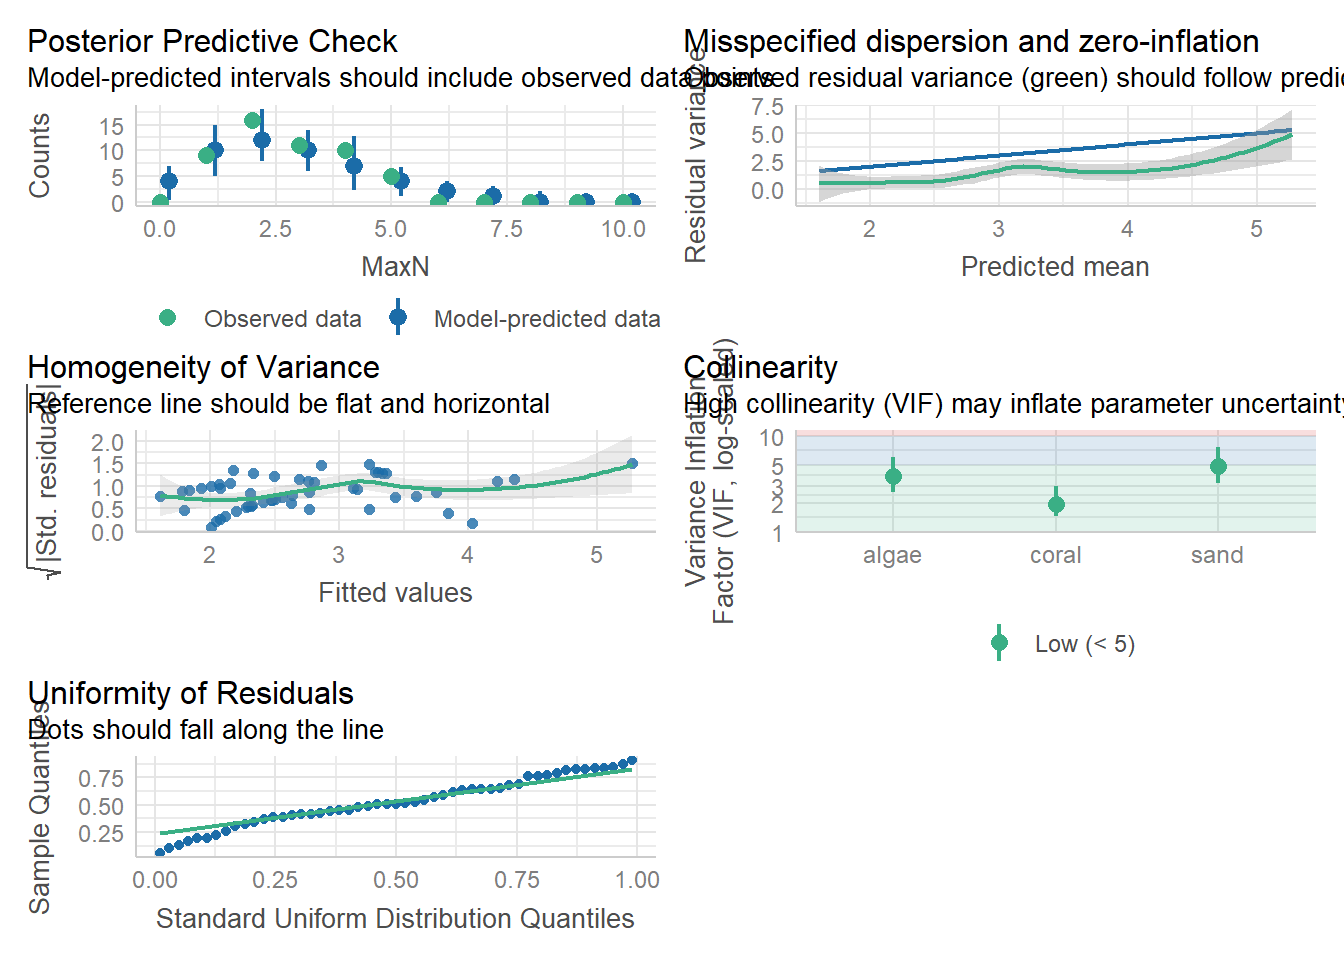 Posterior Predictive Check
Model-predicted intervals should include observed data points
Counts
15
10
5
0
0.0 2.5 5.0 7.5 10.0
MaxN
Observed data Model-predicted data
Misspecified dispersion and zero-inflation
Observed residual variance (green) should follow predic
Residual variance
7.5
5.0
2.5
0.0
2 3 4 5
Predicted mean
Homogeneity of Variance
Reference line should be flat and horizontal
√|Std. residuals|
2.0
1.5
1.0
0.5
0.0
2 3 4 5
Fitted values
Collinearity
High collinearity (VIF) may inflate parameter uncertainty
Variance Inflation
Factor (VIF, log-scaled)
10
5
3
2
1
algae coral sand
Low (< 5)
Uniformity of Residuals
Dots should fall along the line
Sample Quantiles
0.75
0.50
0.25
0.00 0.25 0.50 0.75 1.00
Standard Uniform Distribution Quantiles